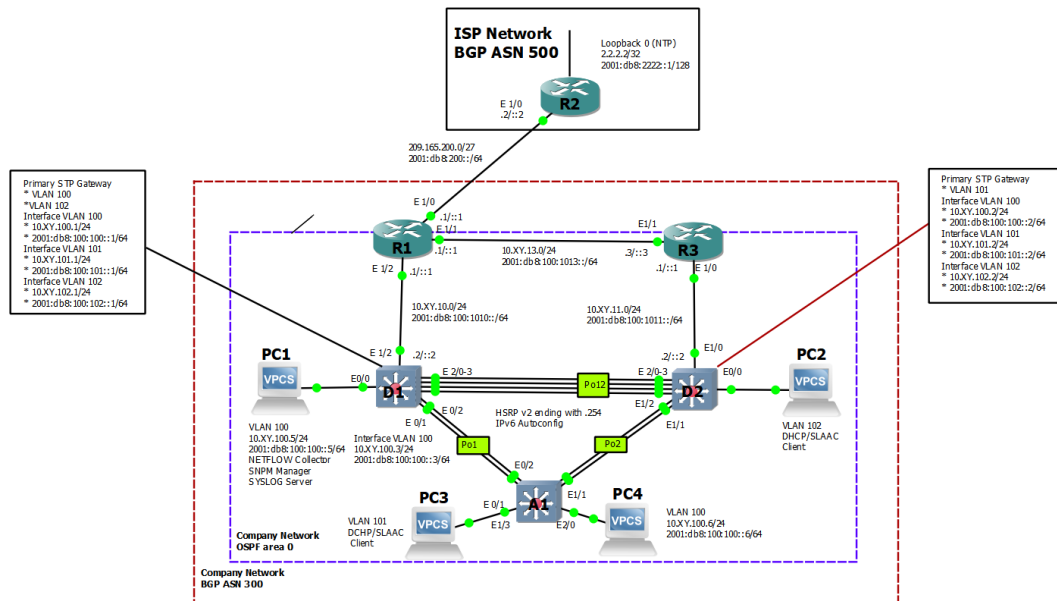 ISP Network
BGP ASN 500
Loopback 0 (NTP)
2.2.2.2/32
2001:db8:2222::1/128
R2
E 1/0
.2/::2
209.165.200.0/27
2001:db8:200::/64
Primary STP Gateway
* VLAN 100
*VLAN 102
Interface VLAN 100
* 10.XY.100.1/24
* 2001:db8:100:100::1/64
Interface VLAN 101
* 10.XY.101.1/24
* 2001:db8:100:101::1/64
Interface VLAN 102
* 10.XY.102.1/24
* 2001:db8:100:102::1/64
Primary STP Gateway
* VLAN 101
Interface VLAN 100
* 10.XY.100.2/24
* 2001:db8:100:100::2/64
Interface VLAN 101
* 10.XY.101.2/24
* 2001:db8:100:101::2/64
Interface VLAN 102
* 10.XY.102.2/24
* 2001:db8:100:102::2/64
E 1/0
.1/::1
E 1/1
R1
.1/::1
E 1/2
.1/::1
10.XY.13.0/24
2001:db8:100:1013::/64
E1/1
.3/::3
R3
.1/::1
E 1/0
10.XY.10.0/24
2001:db8:100:1010::/64
10.XY.11.0/24
2001:db8:100:1011::/64
E 1/2
.2/::2
E1/0
.2/::2
PC1
VPCS
E0/0
D1
E 2/0-3
Po12
E 2/0-3
D2
E0/0
PC2
VPCS
E 0/2
E 0/1
E1/2
E1/1
HSRP v2 ending with .254
IPv6 Autoconfig
VLAN 100
10.XY.100.5/24
2001:db8:100:100::5/64
NETFLOW Collector
SNPM Manager
SYSLOG Server
Interface VLAN 100
10.XY.100.3/24
2001:db8:100:100::3/64
VLAN 102
DHCP/SLAAC
Client
Po1
Po2
E0/2
E 0/1
A1
E1/1
E1/3
E2/0
PC3
VPCS
VLAN 101
DCHP/SLAAC
Client
PC4
VPCS
VLAN 100
10.XY.100.6/24
2001:db8:100:100::6/64
Company Network
OSPF area 0
Company Network
BGP ASN 300